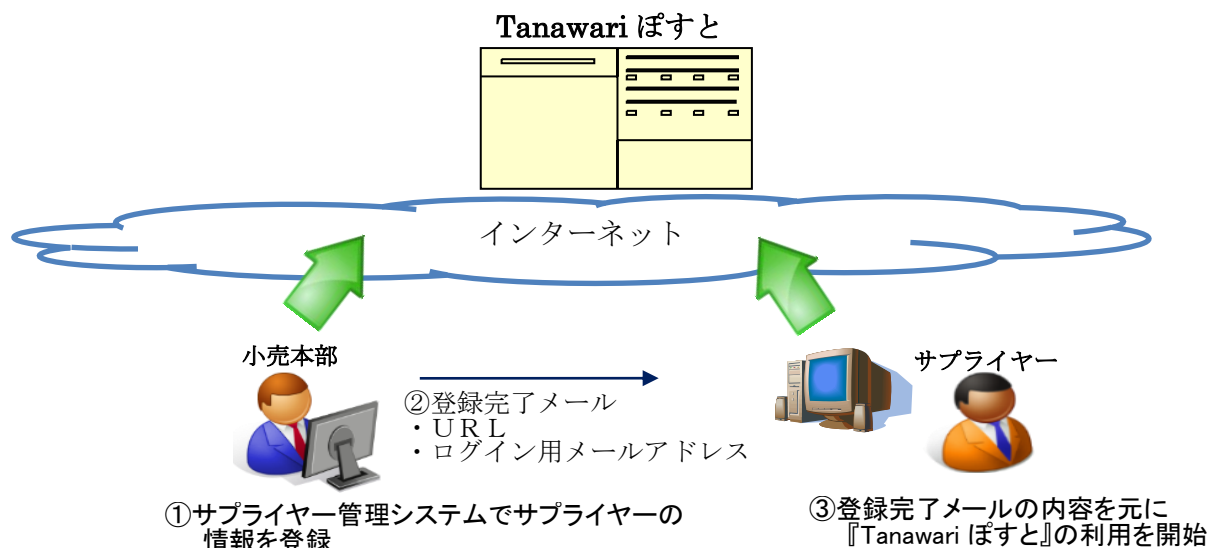 Tanawari ぽすと
インターネット
小売本部
サプライヤー
②登録完了メール
・ＵＲＬ
・ログイン用メールアドレス
①サプライヤー管理システムでサプライヤーの
情報を登録
③登録完了メールの内容を元に
『Tanawari ぽすと』の利用を開始